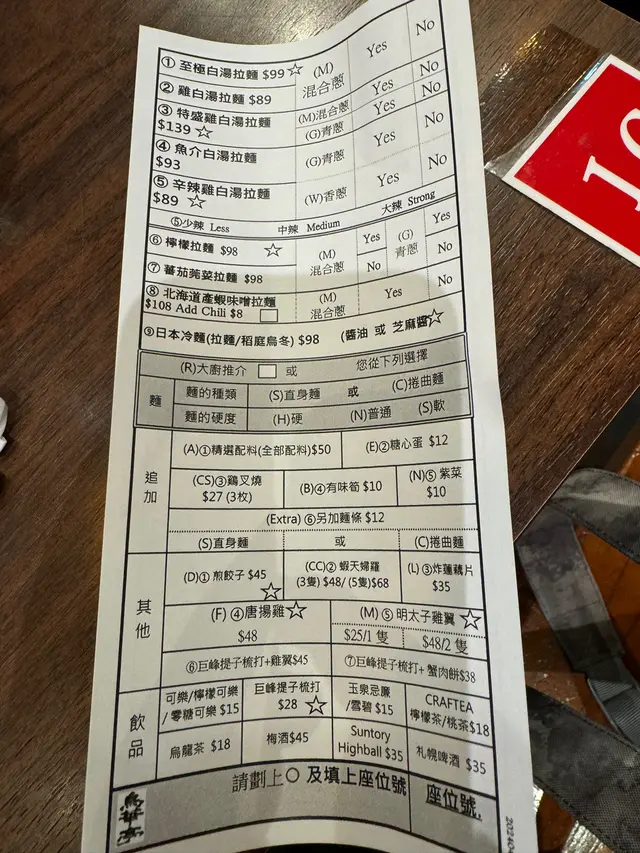 ① 至極白湯拉麵 $99 ☆ (M) 混合蔥 Yes No
② 雞白湯拉麵 $89 Yes No
③ 特盛雞白湯拉麵 $139 ☆ (M)混合蔥 (G)青蔥 Yes No
④ 魚介白湯拉麵 $93 (G)青蔥 Yes No
⑤ 辛辣雞白湯拉麵 $89 ☆ (W)香蔥 Yes No
⑤少辣 Less 中辣 Medium 大辣 Strong
⑥ 檸檬拉麵 $98 ☆ (M) 混合蔥 Yes No (G) 青蔥 Yes No
⑦ 蕃茄莞荽拉麵 $98
⑧ 北海道產蝦味噌拉麵 (M) 混合蔥 Yes No
$108 Add Chili $8
⑨日本冷麵(拉麵/稻庭烏冬) $98 (醬油 或 芝麻醬☆
(R)大廚推介 或 您從下列選擇
麵 麵的種類 (S)直身麵 或 (C)捲曲麵
麵的硬度 (H)硬 (N)普通 (S)軟
追加
(A)①精選配料(全部配料)$50 (E)②糖心蛋 $12
(CS)③鷄叉燒 $27 (3枚) (B)④有味筍 $10 (N)⑤ 紫菜 $10
(Extra) ⑥另加麵條 $12
(S)直身麵 或 (C)捲曲麵
其他
(D)① 煎餃子 $45 ☆ (CC)② 蝦天婦羅 (3隻) $48/ (5隻)$68 (L) ③炸蓮藕片 $35
(F) ④唐揚雞☆ $48 (M) ⑤ 明太子雞翼☆
$25/1 隻 $48/2 隻
⑥巨峰提子梳打+雞翼$45 ⑦巨峰提子梳打+ 蟹肉餅$38
飲品
可樂/檸檬可樂 / 零糖可樂 $15 巨峰提子梳打 $28 ☆ 玉泉忌廉 /雪碧 $15 CRAFTEA 檸檬茶/桃茶$18
烏龍茶 $18 梅酒$45 Suntory Highball $35 札幌啤酒 $35
請劃上○ 及填上座位號 座位號.